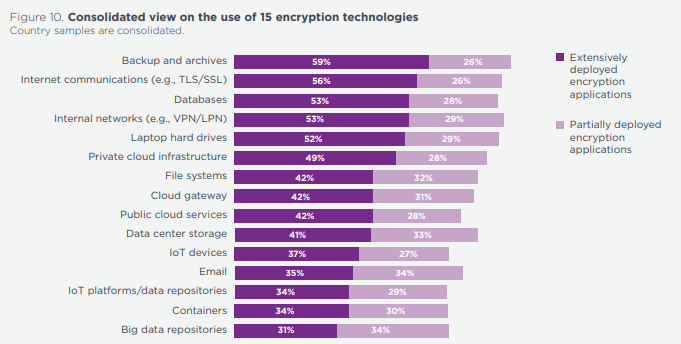 Figure 10. Consolidated view on the use of 15 encryption technologies
Country samples are consolidated.
Backup and archives 59% 26%
Internet communications (e.g., TLS/SSL) 56% 26%
Databases 53% 28%
Internal networks (e.g., VPN/LPN) 53% 29%
Laptop hard drives 52% 29%
Private cloud infrastructure 49% 28%
File systems 42% 32%
Cloud gateway 42% 31%
Public cloud services 42% 28%
Data center storage 41% 33%
IoT devices 37% 27%
Email 35% 34%
IoT platforms/data repositories 34% 29%
Containers 34% 30%
Big data repositories 31% 34%
Extensively
deployed
encryption
applications
Partially deployed
encryption
applications